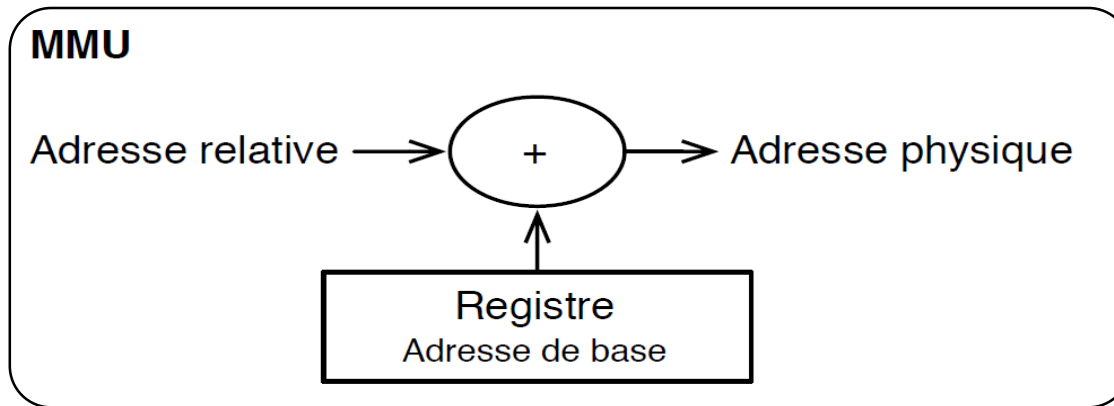 MMU
Adresse relative
+
Adresse physique
Registre
Adresse de base